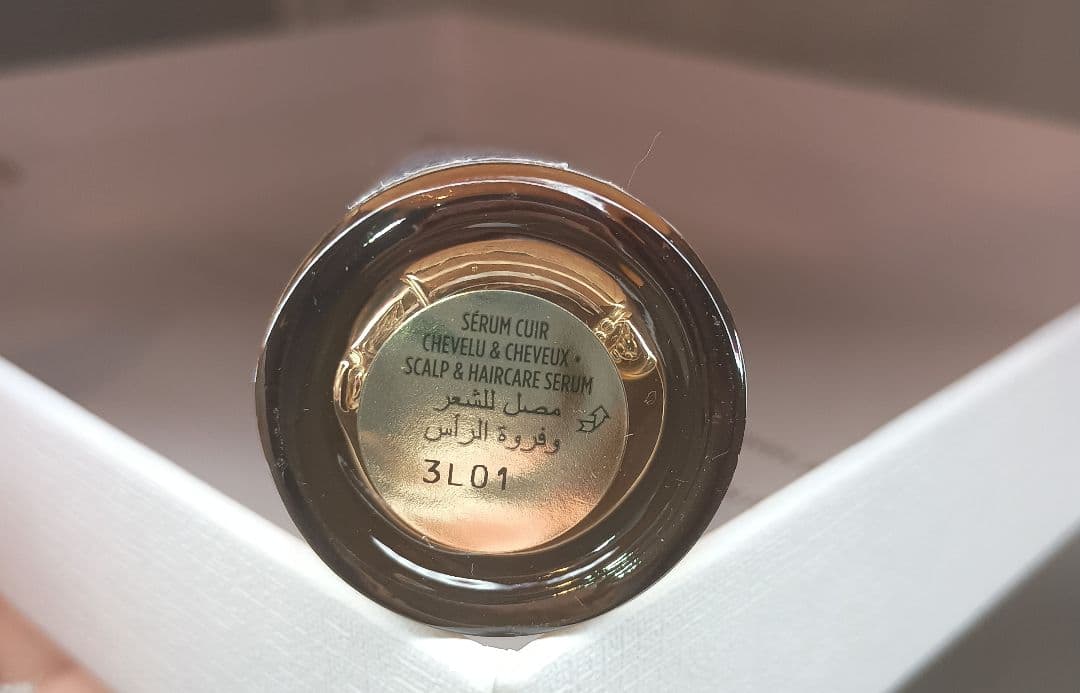 SÉRUM CUIR
CHEVELU & CHEVEUX •
SCALP & HAIRCARE SERUM
مصل للشعر
وفروة الرأس
3L01